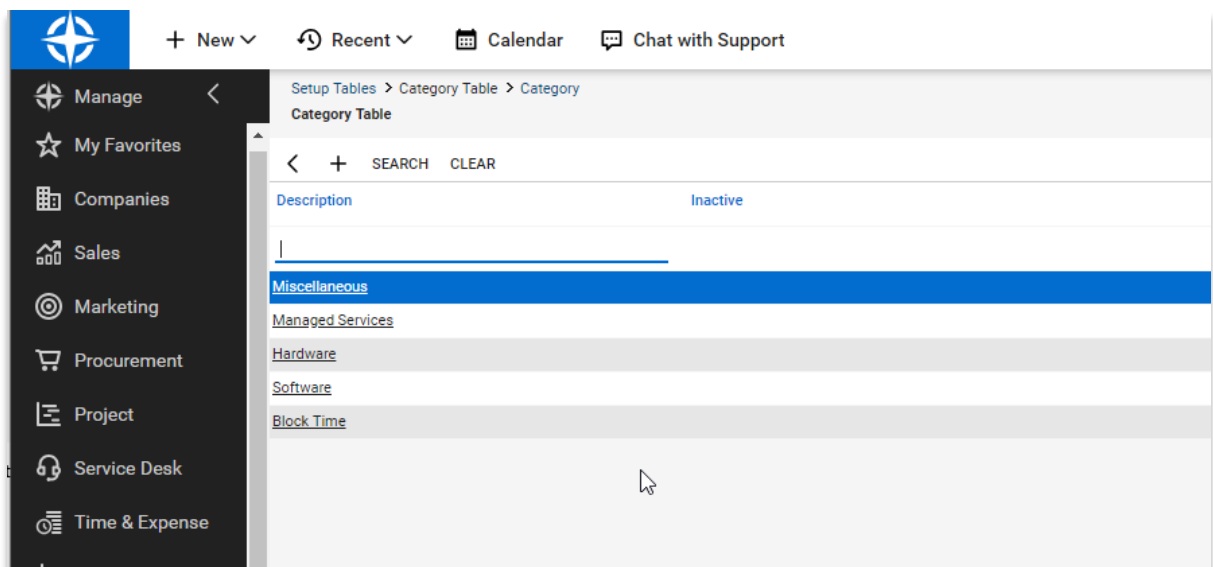 New Recent Calendar Chat with Support
Manage
My Favorites
Companies
Sales
Marketing
Procurement
Project
Service Desk
Time & Expense
Setup Tables > Category Table > Category
Category Table
SEARCH CLEAR
Description Inactive
Miscellaneous
Managed Services
Hardware
Software
Block Time